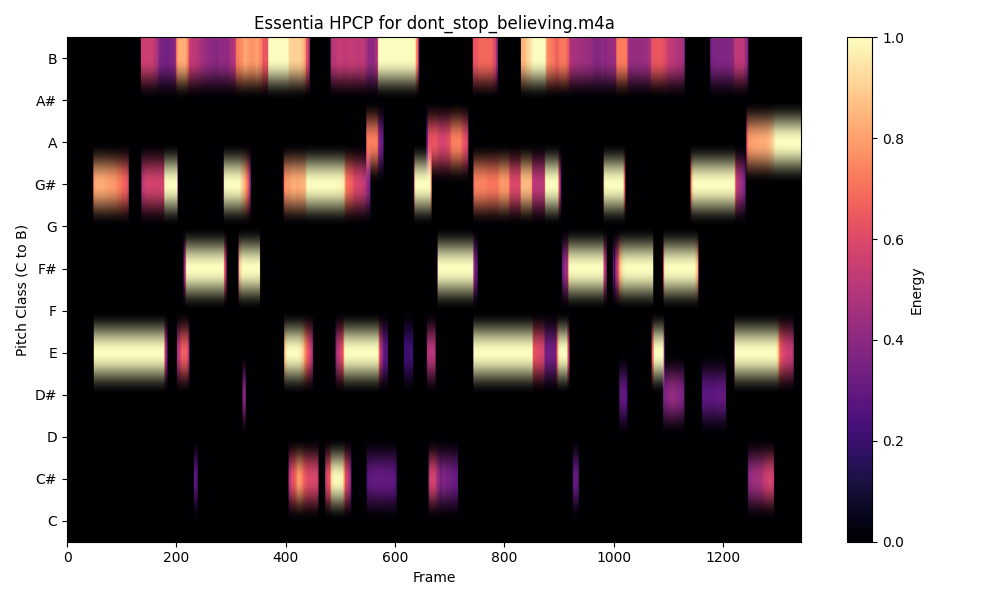 Essentia HPCP for dont_stop_believing.m4a
Pitch Class (C to B)
B
A#
A
G#
G
F#
F
E
D#
D
C#
C
0 200 400 600 800 1000 1200
Frame
1.0
0.8
0.6
0.4
0.2
0.0
Energy